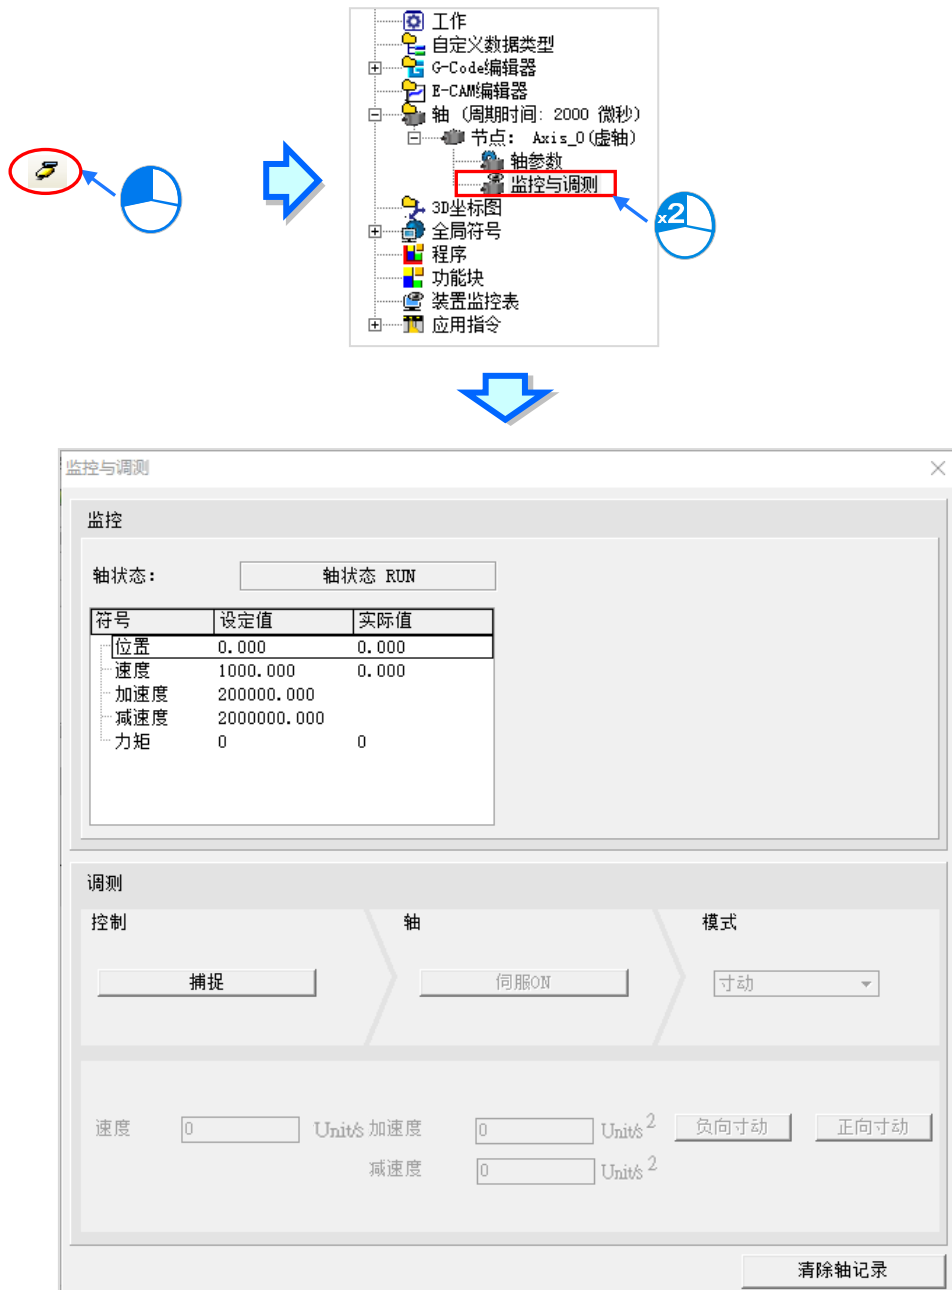 工作
自定义数据类型
G-Code编辑器
E-CAM编辑器
轴 (周期时间: 2000 微秒)
节点: Axis_0(虚轴)
轴参数
监控与调测
3D坐标图
x2
全局符号
程序
功能块
装置监控表
应用指令
监控与调测
监控
轴状态: 轴状态 RUN
符号 设定值 实际值
位置 0.000 0.000
速度 1000.000 0.000
加速度 200000.000
减速度 2000000.000
力矩 0 0
调测
控制 轴 模式
捕捉 伺服ON 寸动
速度 0 Unit/s 加速度 0 Unit/s 2 负向寸动 正向寸动
减速度 0 Unit/s 2
清除轴记录